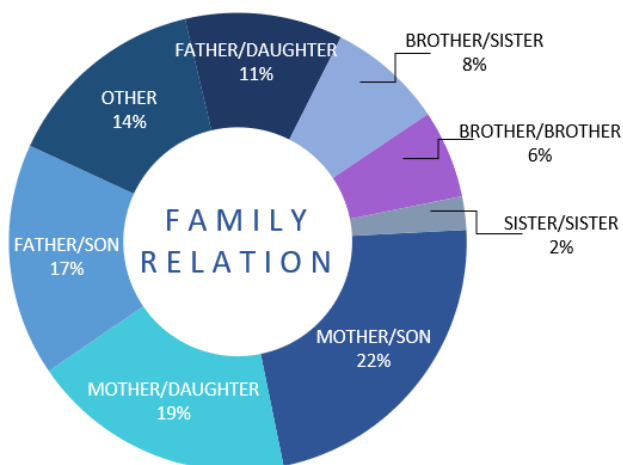 FATHER/DAUGHTER
11%
BROTHER/SISTER
8%
BROTHER/BROTHER
6%
SISTER/SISTER
2%
MOTHER/SON
22%
MOTHER/DAUGHTER
19%
FATHER/SON
17%
OTHER
14%
FAMILY
RELATION